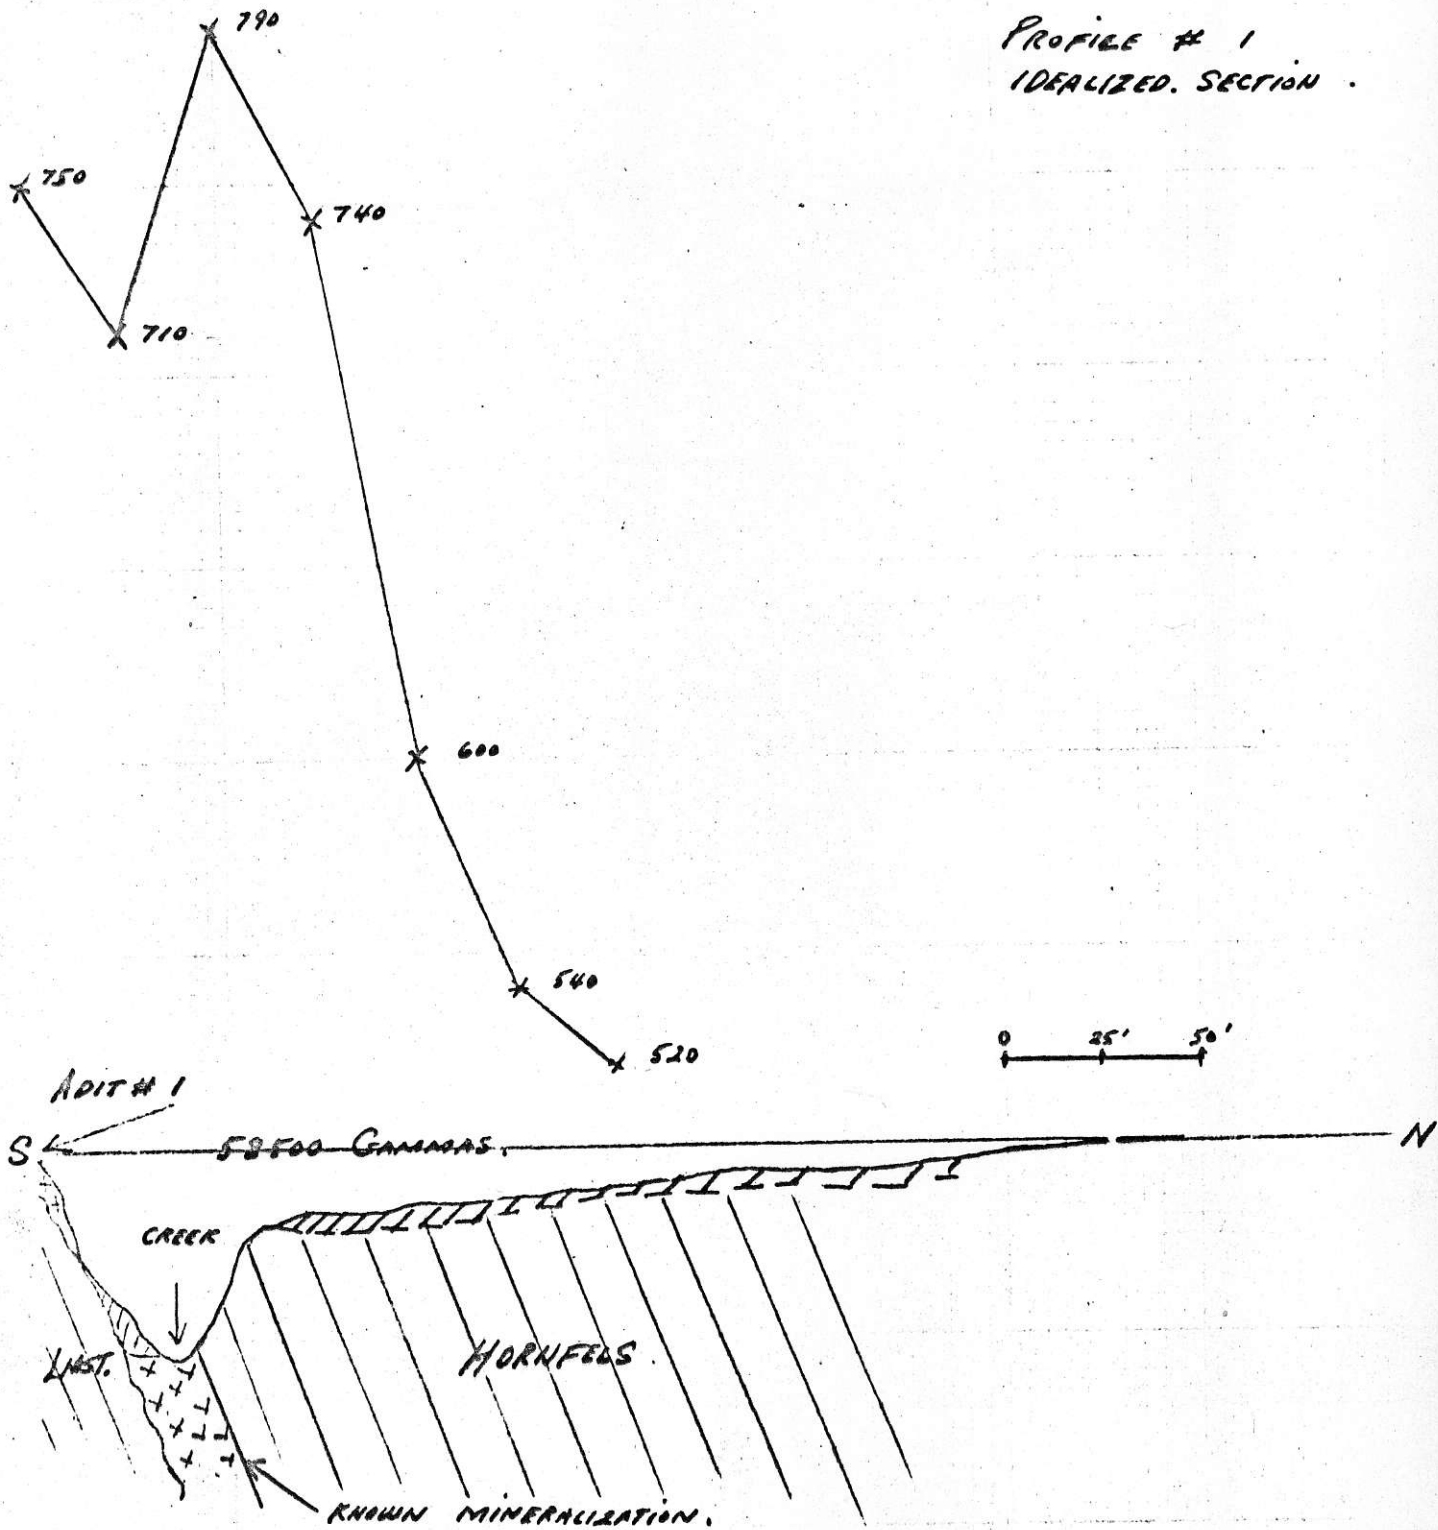 PROFILE # 1
IDEALIZED. SECTION.
790
750
740
710
600
540
520
0 25' 50'
ADIT # 1
S 58500 GAMMAS. N
CREEK
LMST.
HORNFELS.
KNOWN MINERALIZATION.